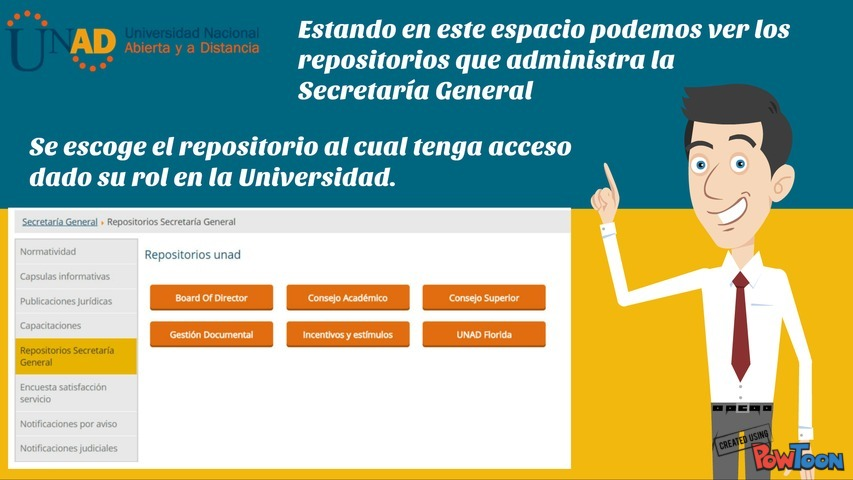 UNAD
Universidad Nacional
Abierta y a Distancia
Estando en este espacio podemos ver los
repositorios que administra la
Secretaría General
Se escoge el repositorio al cual tenga acceso
dado su rol en la Universidad.
Secretaría General › Repositorios Secretaría General
Normatividad
Capsulas informativas
Publicaciones Jurídicas
Capacitaciones
Repositorios Secretaría
General
Encuesta satisfacción
servicio
Notificaciones por aviso
Notificaciones judiciales
Repositorios unad
Board Of Director
Consejo Académico
Consejo Superior
Gestión Documental
Incentivos y estímulos
UNAD Florida
CREATED USING
POWTOON